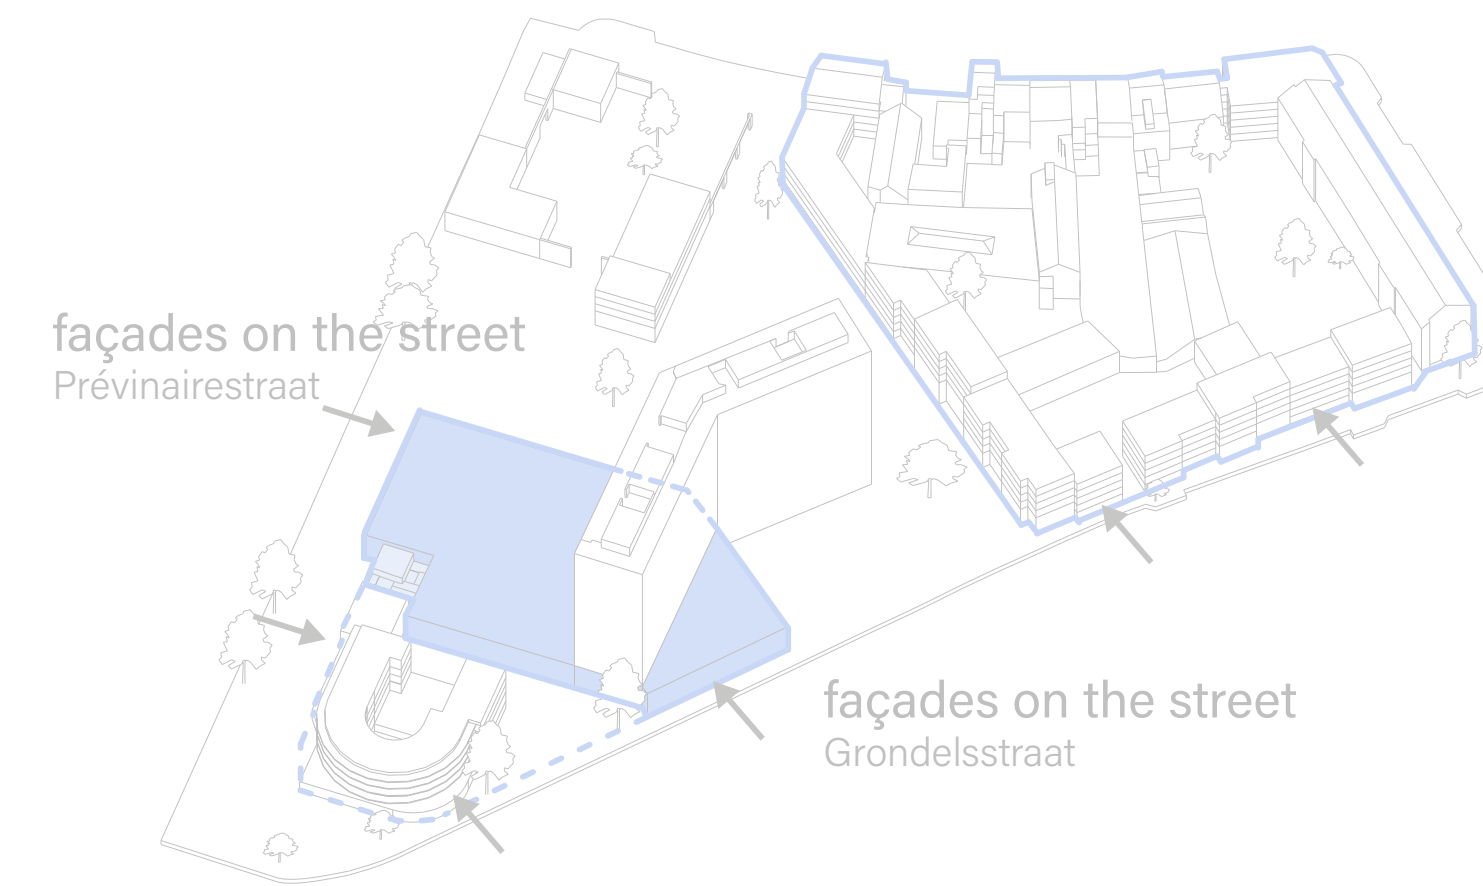 façades on the street
Prévinairestraat
façades on the street
Grondelsstraat